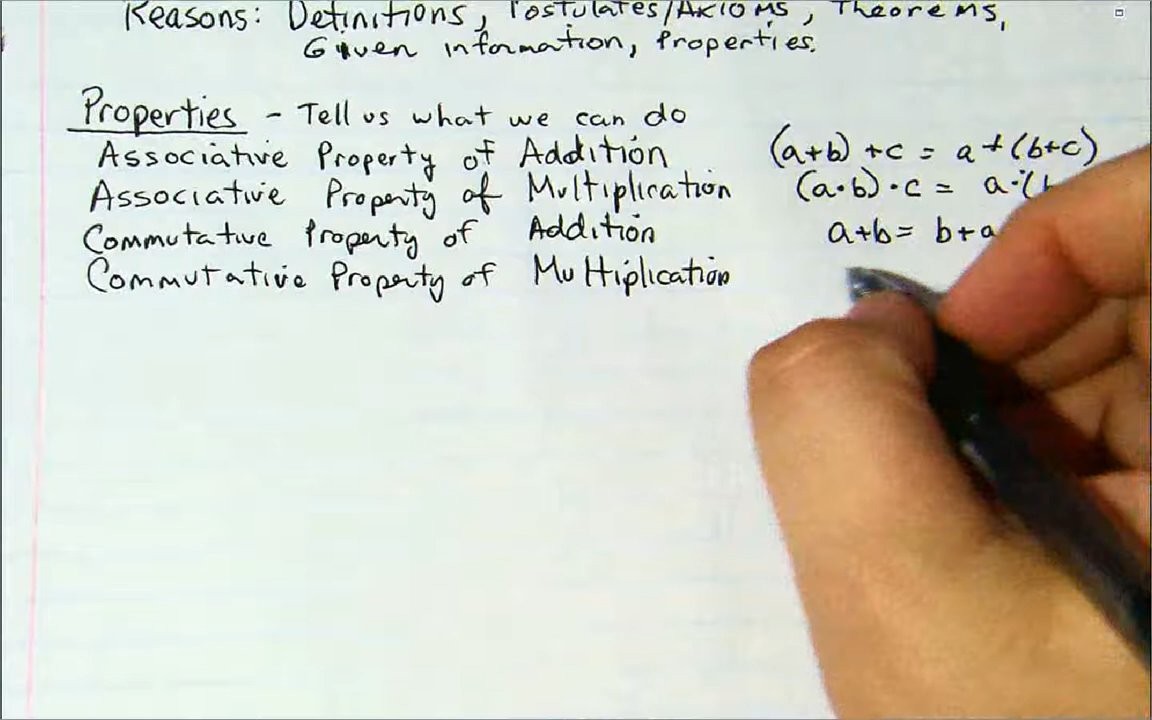 Reasons: Definitions, Postulates/Axioms, Theorems,
Given information, Properties.
Properties - Tell us what we can do
Associative Property of Addition (a+b)+c = a+(b+c)
Associative Property of Multiplication (a·b)·c = a·(
Commutative Property of Addition a+b= b+a
Commutative Property of Multiplication